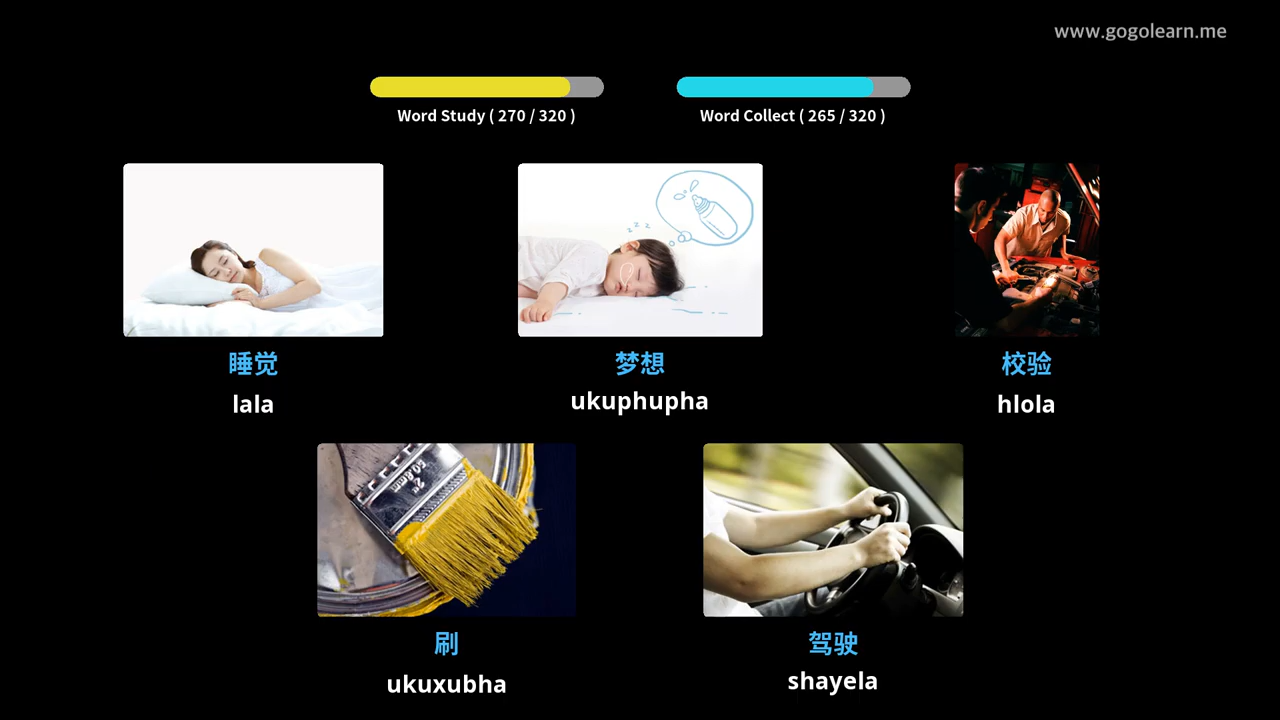 www.gogolearn.me
Word Study ( 270 / 320 )
Word Collect ( 265 / 320 )
睡觉
lala
梦想
ukuphupha
校验
hlola
刷
ukuxubha
驾驶
shayela